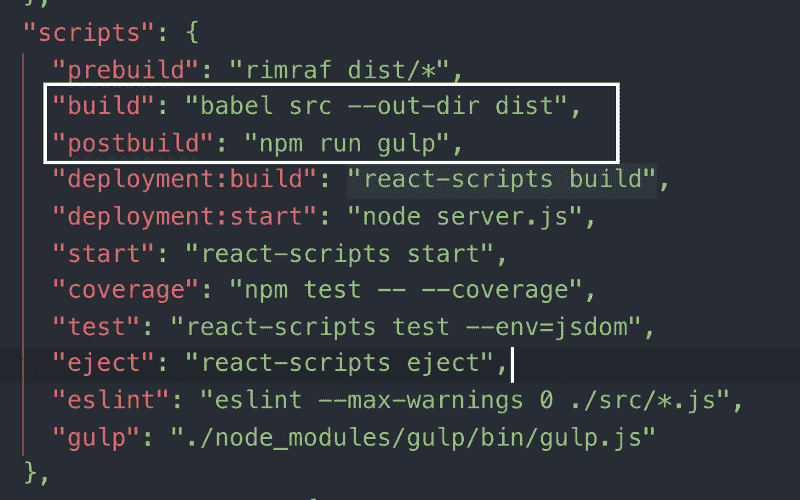 },
"scripts": {
"prebuild": "rimraf dist/*",
"build": "babel src --out-dir dist",
"postbuild": "npm run gulp",
"deployment:build": "react-scripts build",
"deployment:start": "node server.js",
"start": "react-scripts start",
"coverage": "npm test -- --coverage",
"test": "react-scripts test --env=jsdom",
"eject": "react-scripts eject",
"eslint": "eslint --max-warnings 0 ./src/*.js",
"gulp": "./node_modules/gulp/bin/gulp.js"
},